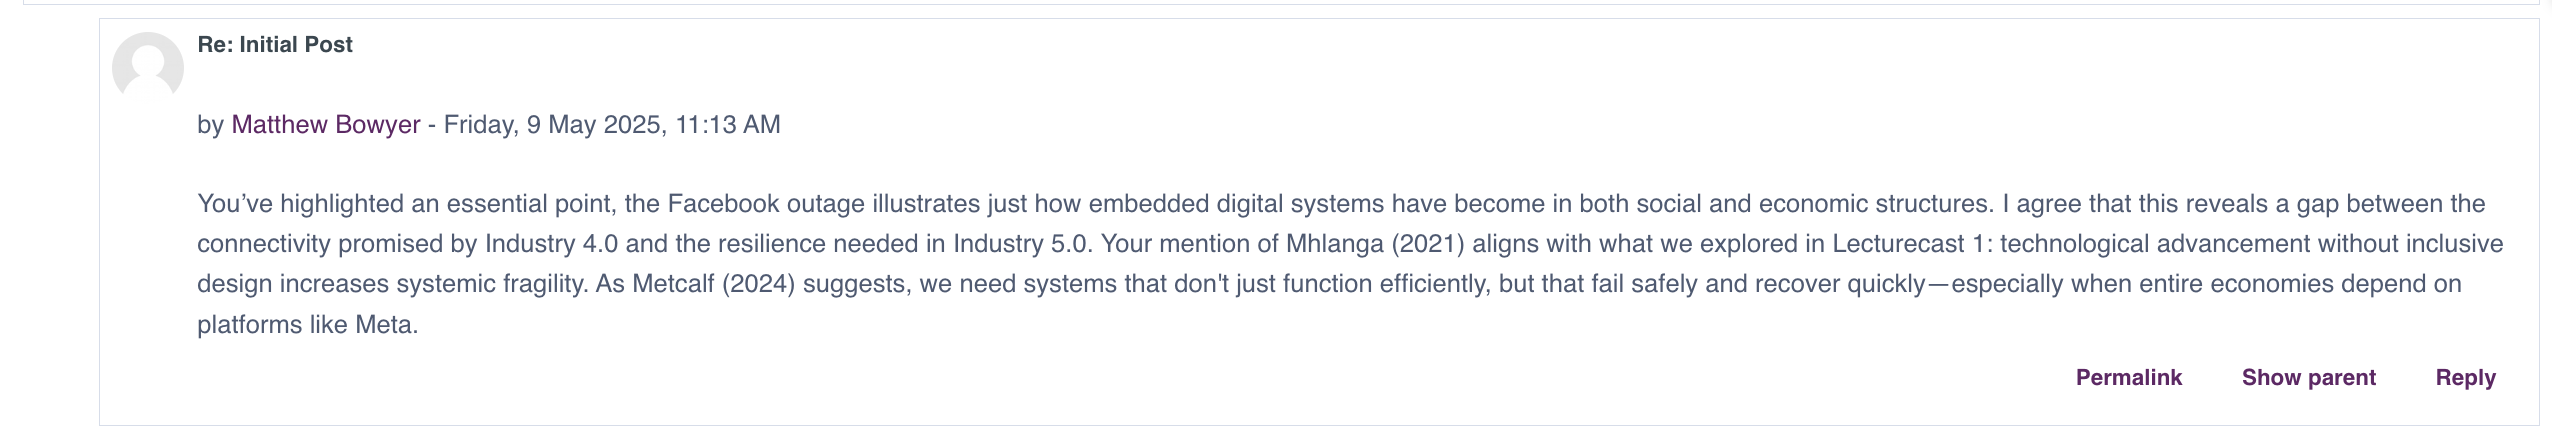 Re: Initial Post
by Matthew Bowyer - Friday, 9 May 2025, 11:13 AM
You’ve highlighted an essential point, the Facebook outage illustrates just how embedded digital systems have become in both social and economic structures. I agree that this reveals a gap between the
connectivity promised by Industry 4.0 and the resilience needed in Industry 5.0. Your mention of Mhlanga (2021) aligns with what we explored in Lecturecast 1: technological advancement without inclusive
design increases systemic fragility. As Metcalf (2024) suggests, we need systems that don't just function efficiently, but that fail safely and recover quickly—especially when entire economies depend on
platforms like Meta.
Permalink Show parent Reply